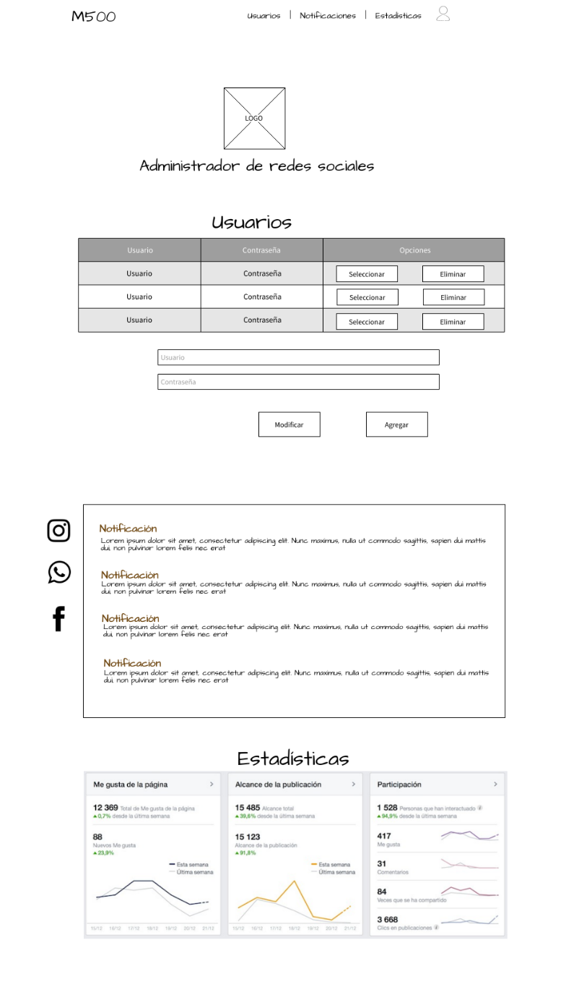 M500
Usuarios | Notificaciones | Estadísticas
LOGO
Administrador de redes sociales
Usuarios
Usuario Contraseña Opciones
Usuario Contraseña Seleccionar Eliminar
Usuario Contraseña Seleccionar Eliminar
Usuario Contraseña Seleccionar Eliminar
Usuario
Contraseña
Modificar Agregar
Notificación
Lorem ipsum dolor sit amet, consectetur adipiscing elit. Nunc maximus, nulla ut commodo sagittis, sapien dui mattis
dui, non pulvinar lorem felis nec erat
Notificación
Lorem ipsum dolor sit amet, consectetur adipiscing elit. Nunc maximus, nulla ut commodo sagittis, sapien dui mattis
dui, non pulvinar lorem felis nec erat
Notificación
Lorem ipsum dolor sit amet, consectetur adipiscing elit. Nunc maximus, nulla ut commodo sagittis, sapien dui mattis
dui, non pulvinar lorem felis nec erat
Notificación
Lorem ipsum dolor sit amet, consectetur adipiscing elit. Nunc maximus, nulla ut commodo sagittis, sapien dui mattis
dui, non pulvinar lorem felis nec erat
Estadísticas
Me gusta de la página
12 369 Total de Me gusta de la página
0,7% desde la última semana
88
Nuevos Me gusta
23,9%
Esta semana
Última semana
15/12 16/12 17/12 18/12 19/12 20/12 21/12
Alcance de la publicación
15 485 Alcance total
39,6% desde la última semana
15 123
Alcance de la publicación
91,8%
Esta semana
Última semana
15/12 16/12 17/12 18/12 19/12 20/12 21/12
Participación
1 528 Personas que han interactuado
94,9% desde la última semana
417
Me gusta
31
Comentarios
84
Veces que se ha compartido
3 668
Clics en publicaciones